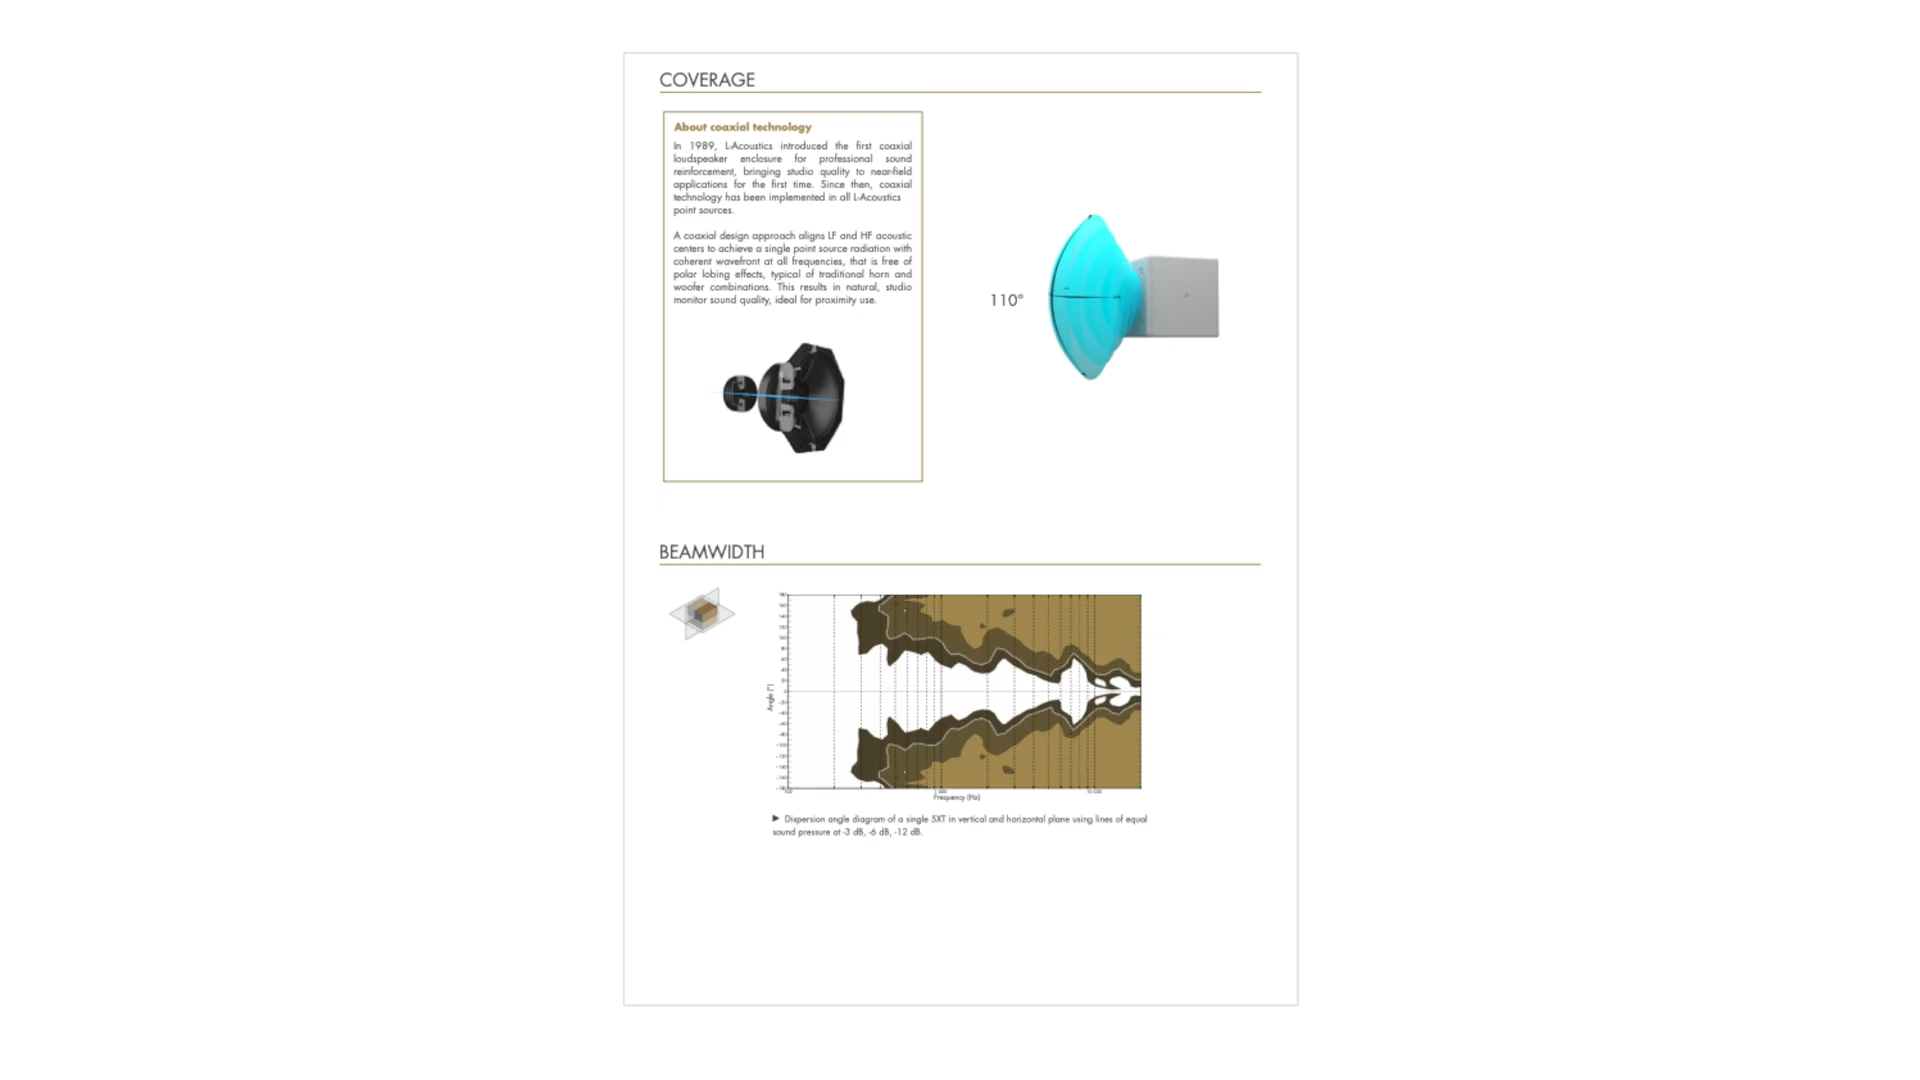 COVERAGE
About coaxial technology
In 1989, L-Acoustics introduced the first coaxial
loudspeaker enclosure for professional sound
reinforcement, bringing studio quality to near-field
applications for the first time. Since then, coaxial
technology has been implemented in all L-Acoustics
point sources.
A coaxial design approach aligns LF and HF acoustic
centers to achieve a single point source radiation with
coherent wavefront at all frequencies, that is free of
polar lobing effects, typical of traditional horn and
woofer combinations. This results in natural, studio
monitor sound quality, ideal for proximity use.
110°
BEAMWIDTH
Angle (°)
Frequency (Hz)
► Dispersion angle diagram of a single 5XT in vertical and horizontal plane using lines of equal
sound pressure at -3 dB, -6 dB, -12 dB.